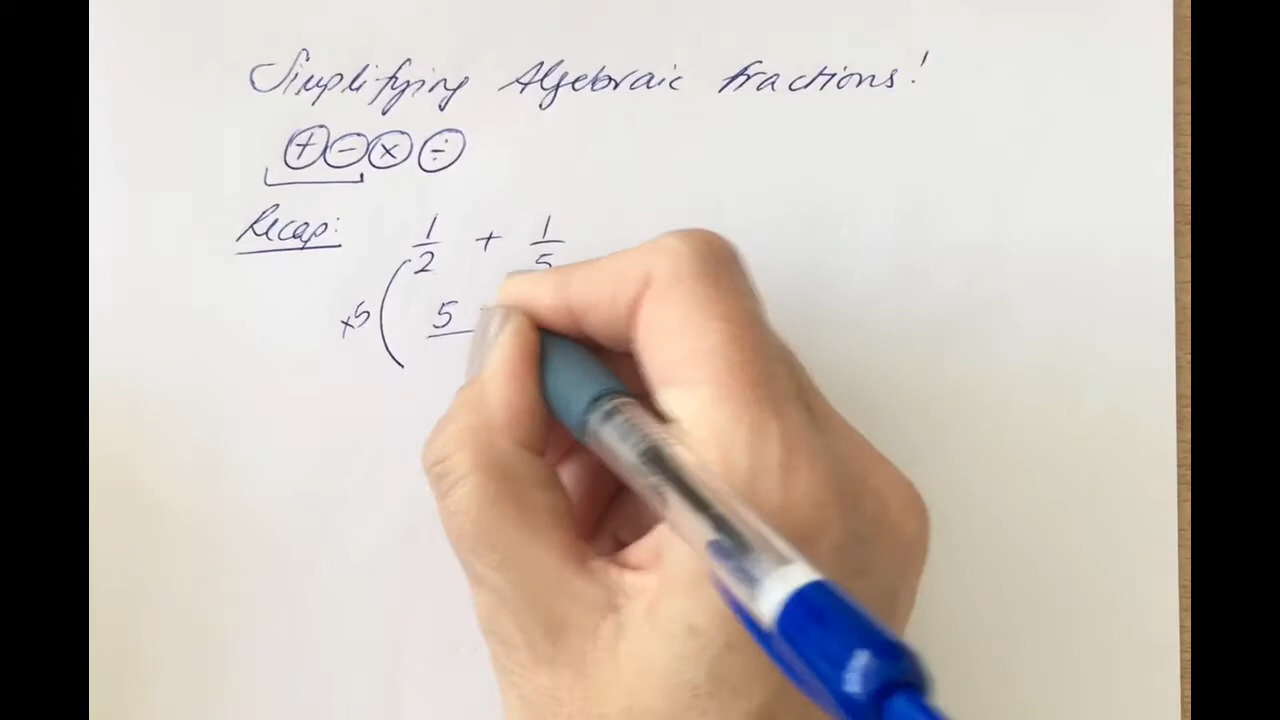 Simplifying Algebraic fractions!
+ - × ÷
Recap: 1/2 + 1/5
×5 ( 5